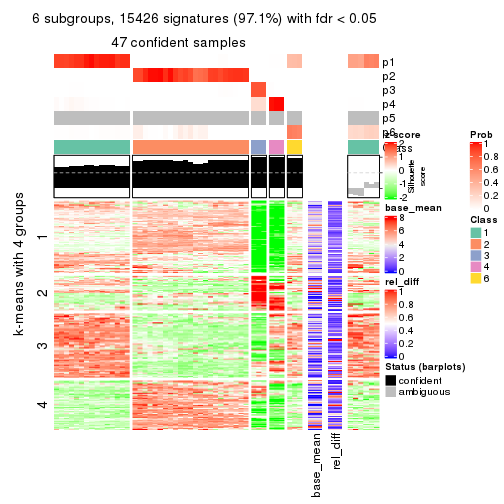 6 subgroups, 15426 signatures (97.1%) with fdr < 0.05
47 confident samples
p1
p2
p3
p4
p5
p6
Class
Silhouette
score
k-means with 4 groups
1
2
3
4
base_mean
rel_diff
z-score
2
1
0
-1
-2
base_mean
8
6
4
2
0
rel_diff
1
0.8
0.6
0.4
0.2
0
Status (barplots)
confident
ambiguous
Prob
1
0.8
0.6
0.4
0.2
0
Class
1
2
3
4
6